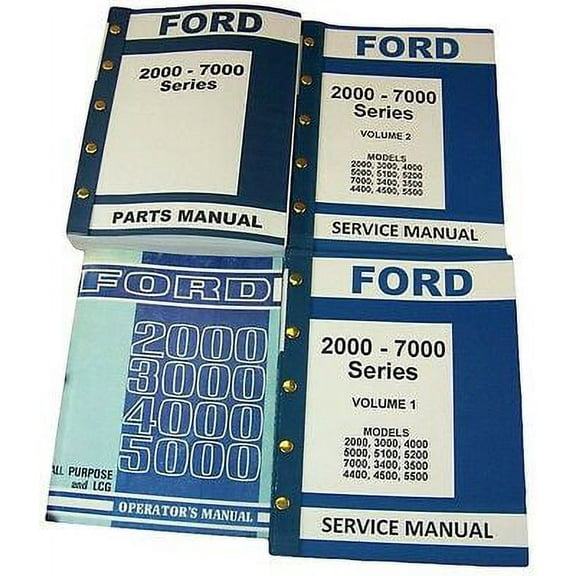 FORD
2000 - 7000
Series
PARTS MANUAL
FORD
2000 - 7000
Series
VOLUME 2
MODELS
2000, 3000, 4000
5000, 5100, 5200
7000, 3400, 3500
4400, 4500, 5500
SERVICE MANUAL
FORD
2000
3000
4000
5000
ALL PURPOSE
and LCG
OPERATOR'S MANUAL
FORD
2000 - 7000
Series
VOLUME 1
MODELS
2000, 3000, 4000
5000, 5100, 5200
7000, 3400, 3500
4400, 4500, 5500
SERVICE MANUAL